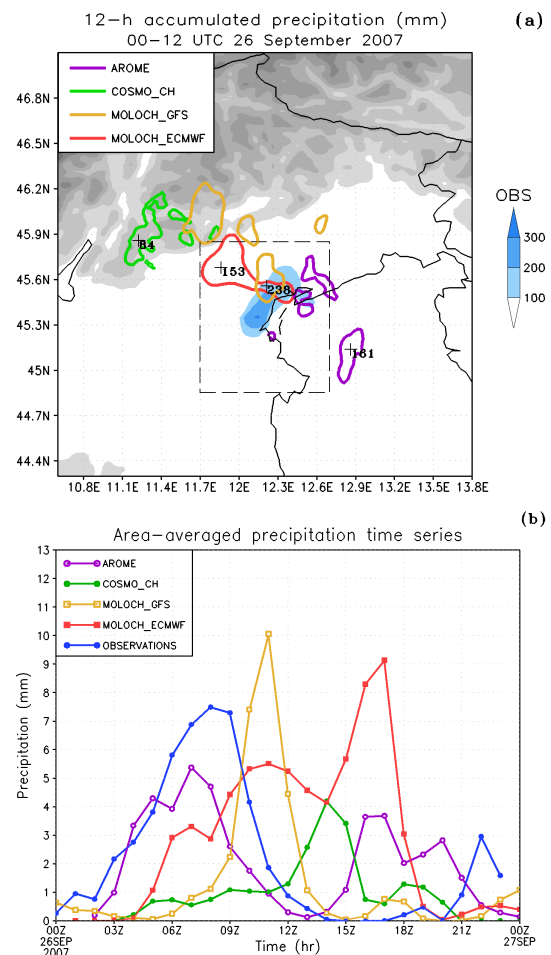 12-h accumulated precipitation (mm)
(a)
00-12 UTC 26 September 2007
AROME
COSMO_CH
MOLOCH_GFS
MOLOCH_ECMWF
46.8N
46.5N
46.2N
45.9N
45.6N
45.3N
45N
44.7N
44.4N
84
153
238
161
OBS
300
200
100
10.8E 11.1E 11.4E 11.7E 12E 12.3E 12.6E 12.9E 13.2E 13.5E 13.8E
(b)
Area-averaged precipitation time series
AROME
COSMO_CH
MOLOCH_GFS
MOLOCH_ECMWF
OBSERVATIONS
Precipitation (mm)
13
12
11
10
9
8
7
6
5
4
3
2
1
0
00Z 03Z 06Z 09Z 12Z 15Z 18Z 21Z 00Z
26SEP 27SEP
2007
Time (hr)